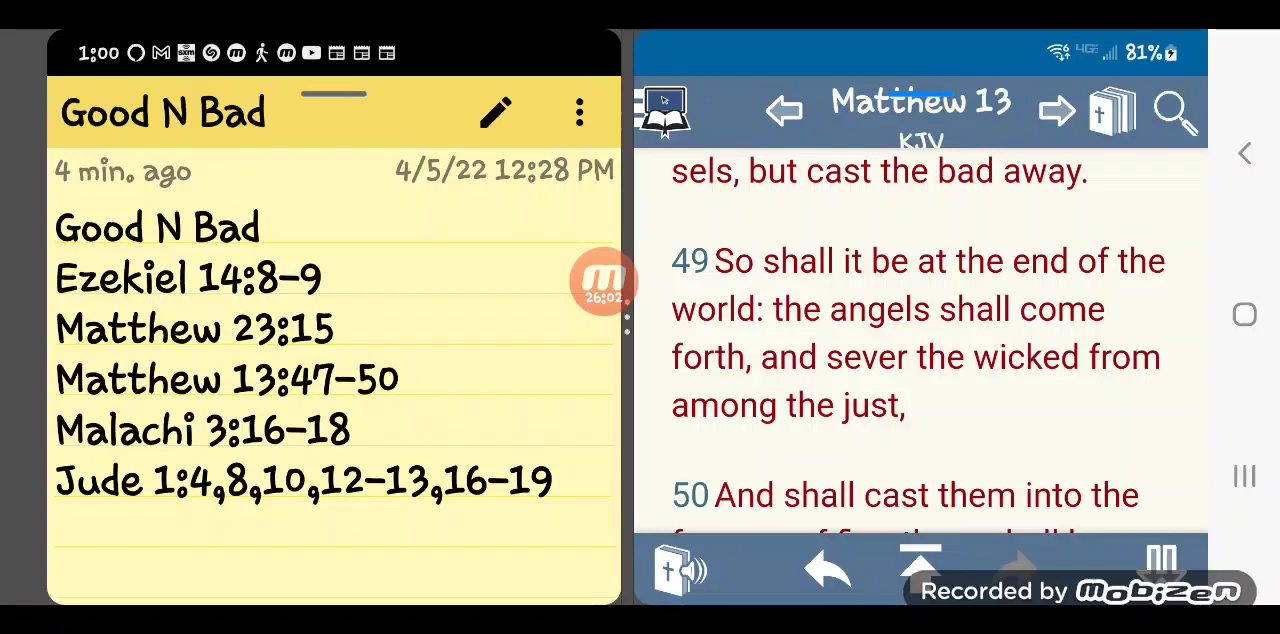 1:00
81%
Good N Bad
4 min. ago
4/5/22 12:28 PM
Good N Bad
Ezekiel 14:8-9
Matthew 23:15
Matthew 13:47-50
Malachi 3:16-18
Jude 1:4,8,10,12-13,16-19
26:02
Matthew 13
KJV
sels, but cast the bad away.
49 So shall it be at the end of the
world: the angels shall come
forth, and sever the wicked from
among the just,
50 And shall cast them into the
Recorded by mobizen